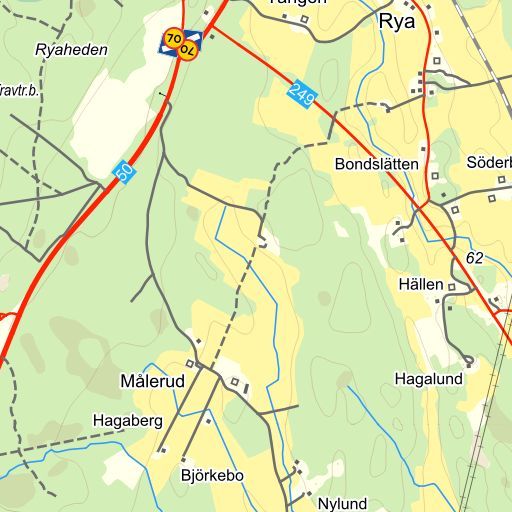 Rya
Ryaheden
70
70
249
50
Bondslätten
62
Hällen
Målerud
Hagalund
Hagaberg
Björkebo
Nylund